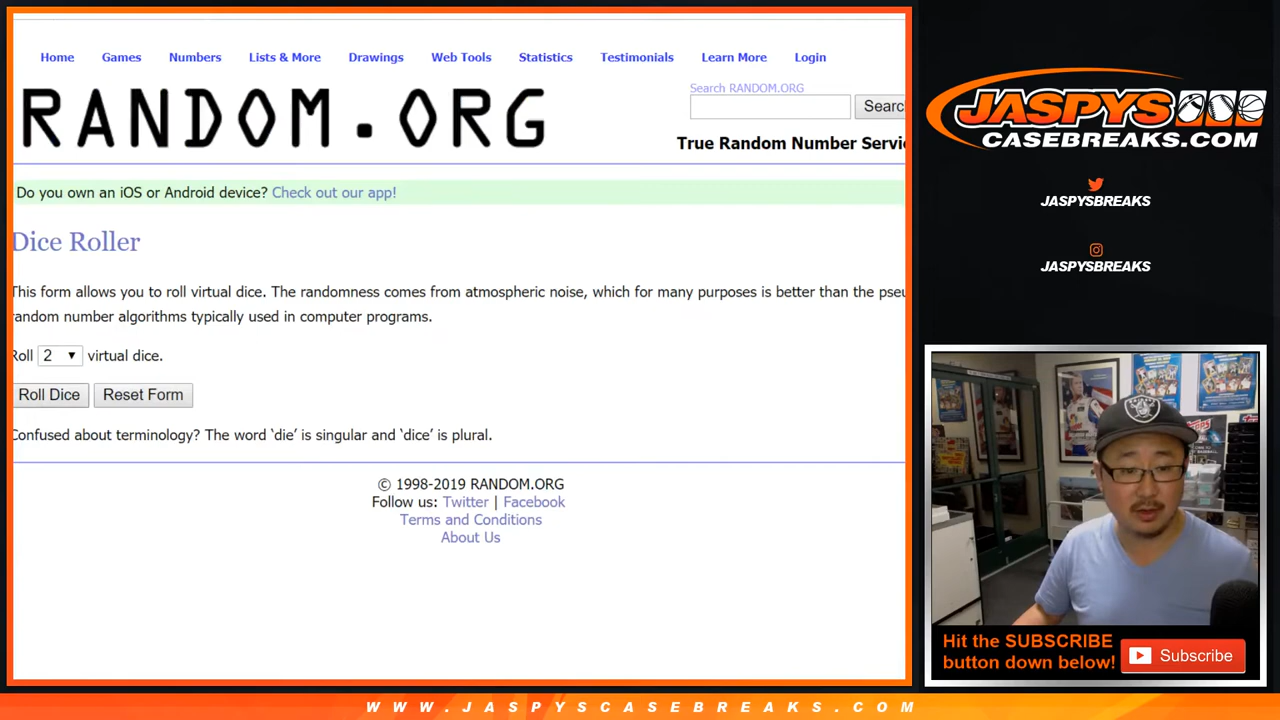 Home Games Numbers Lists & More Drawings Web Tools Statistics Testimonials Learn More Login
RANDOM.ORG
Search RANDOM.ORG
Searc
True Random Number Servi
Do you own an iOS or Android device? Check out our app!
Dice Roller
This form allows you to roll virtual dice. The randomness comes from atmospheric noise, which for many purposes is better than the pseu
random number algorithms typically used in computer programs.
Roll 2 virtual dice.
Roll Dice Reset Form
Confused about terminology? The word ‘die’ is singular and ‘dice’ is plural.
© 1998-2019 RANDOM.ORG
Follow us: Twitter | Facebook
Terms and Conditions
About Us
JASPYS
CASEBREAKS.COM
JASPYSBREAKS
JASPYSBREAKS
RAIDERS
Topps
Hit the SUBSCRIBE
button down below!
Subscribe
WWW.JASPYSCASEBREAKS.COM